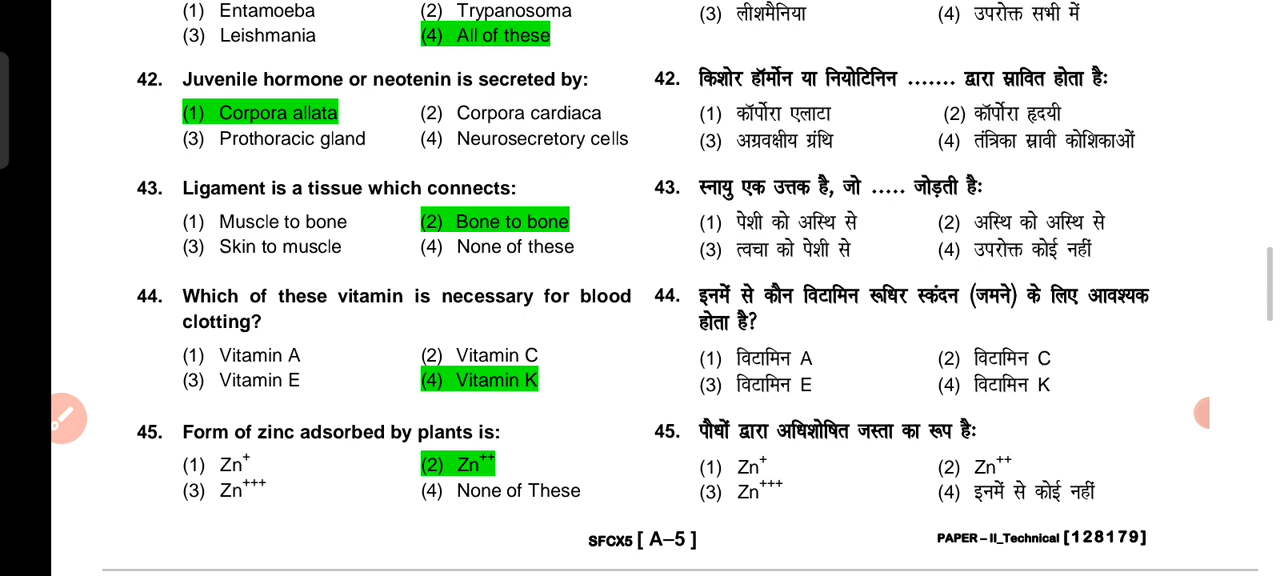 (1) Entamoeba (2) Trypanosoma
(3) Leishmania (4) All of these
42. Juvenile hormone or neotenin is secreted by:
(1) Corpora allata (2) Corpora cardiaca
(3) Prothoracic gland (4) Neurosecretory cells
43. Ligament is a tissue which connects:
(1) Muscle to bone (2) Bone to bone
(3) Skin to muscle (4) None of these
44. Which of these vitamin is necessary for blood
clotting?
(1) Vitamin A (2) Vitamin C
(3) Vitamin E (4) Vitamin K
45. Form of zinc adsorbed by plants is:
(1) Zn⁺ (2) Zn⁺⁺
(3) Zn⁺⁺⁺ (4) None of These
(3) लीशमैनिया (4) उपरोक्त सभी में
42. किशोर हॉर्मोन या नियोटिनिन ....... द्वारा स्रावित होता है:
(1) कॉर्पोरा एलाटा (2) कॉर्पोरा हृदयी
(3) अग्रवक्षीय ग्रंथि (4) तंत्रिका स्रावी कोशिकाओं
43. स्नायु एक उत्तक है, जो ..... जोड़ती है:
(1) पेशी को अस्थि से (2) अस्थि को अस्थि से
(3) त्वचा को पेशी से (4) उपरोक्त कोई नहीं
44. इनमें से कौन विटामिन रूधिर स्कंदन (जमने) के लिए आवश्यक
होता है?
(1) विटामिन A (2) विटामिन C
(3) विटामिन E (4) विटामिन K
45. पौधों द्वारा अधिशोषित जस्ता का रूप है:
(1) Zn⁺ (2) Zn⁺⁺
(3) Zn⁺⁺⁺ (4) इनमें से कोई नहीं
SFCX5 [ A–5 ] PAPER – II_Technical [128179]